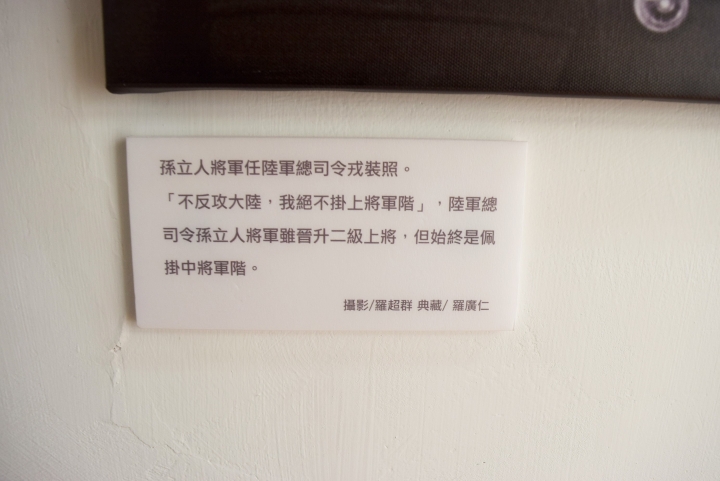 孫立人將軍任陸軍總司令戎裝照。
「不反攻大陸，我絕不掛上將軍階」，陸軍總
司令孫立人將軍雖晉升二級上將，但始終是佩
掛中將軍階。
攝影/羅超群 典藏/ 羅廣仁